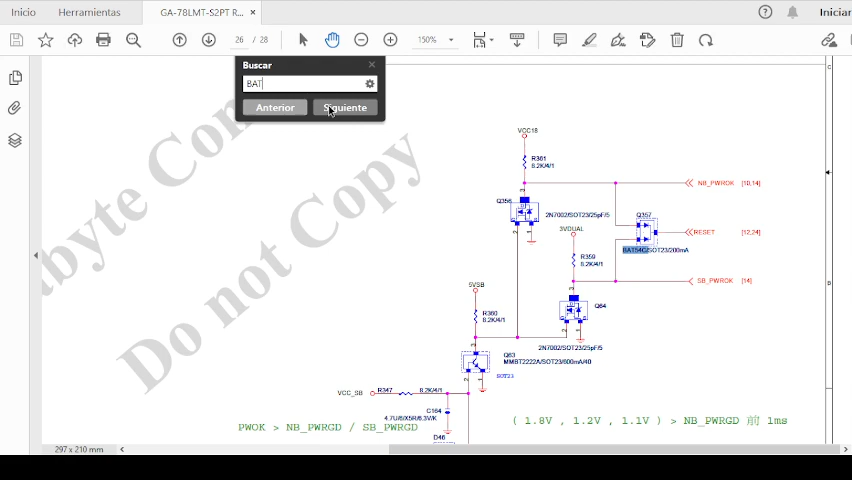 Inicio Herramientas GA-78LMT-S2PT R... × Iniciar
26 / 28 150%
Buscar
BAT
Anterior Siguiente
byte Copy
Do not Copy
VCC18
R361
8.2K/4/1
NB_PWROK [10,14]
Q356
2N7002/SOT23/25pF/5
Q357
3VDUAL
RESET [12,24]
R359
8.2K/4/1
BAT54C/SOT23/200mA
SB_PWROK [14]
5VSB
Q64
R360
8.2K/4/1
2N7002/SOT23/25pF/5
Q63
MMBT2222A/SOT23/600mA/40
SOT23
VCC_SB R347 8.2K/4/1
C164
4.7U/6/X5R/6.3V/K
PWOK > NB_PWRGD / SB_PWRGD
( 1.8V , 1.2V , 1.1V ) > NB_PWRGD 前 1ms
D46
297 x 210 mm